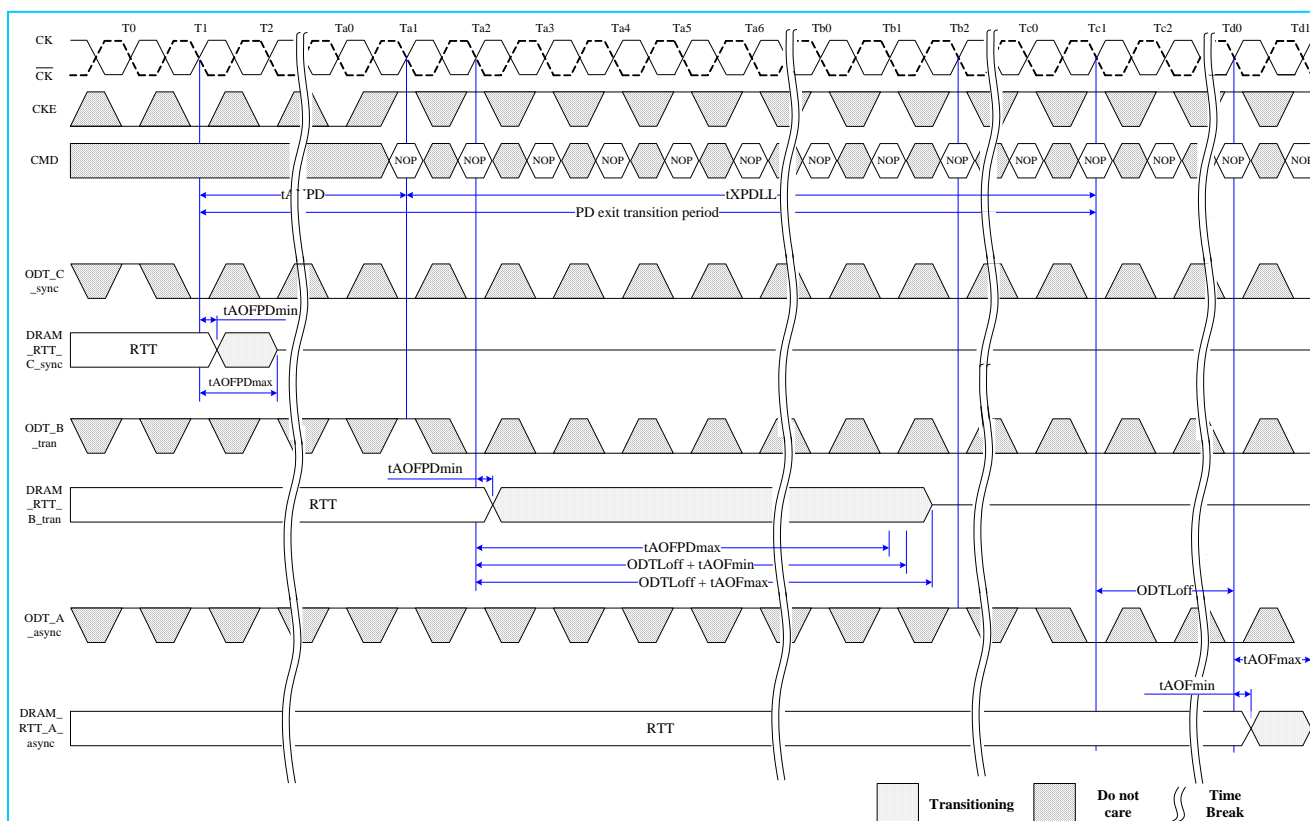 T0 T1 T2 Ta0 Ta1 Ta2 Ta3 Ta4 Ta5 Ta6 Tb0 Tb1 Tb2 Tc0 Tc1 Tc2 Td0 Td1
CK
CK
CKE
CMD
NOP NOP NOP NOP NOP NOP NOP NOP NOP NOP NOP NOP NOP NOP
tXPDLL
PD exit transition period
ODT_C
_sync
tAOFPDmin
DRAM
_RTT_
C_sync
RTT
tAOFPDmax
ODT_B
_tran
tAOFPDmin
DRAM
_RTT_
B_tran
RTT
tAOFPDmax
ODTLoff + tAOFmin
ODTLoff + tAOFmax
ODTLoff
ODT_A
_async
tAOFmax
tAOFmin
DRAM_
RTT_A_
async
RTT
Transitioning
Do not
care
Time
Break